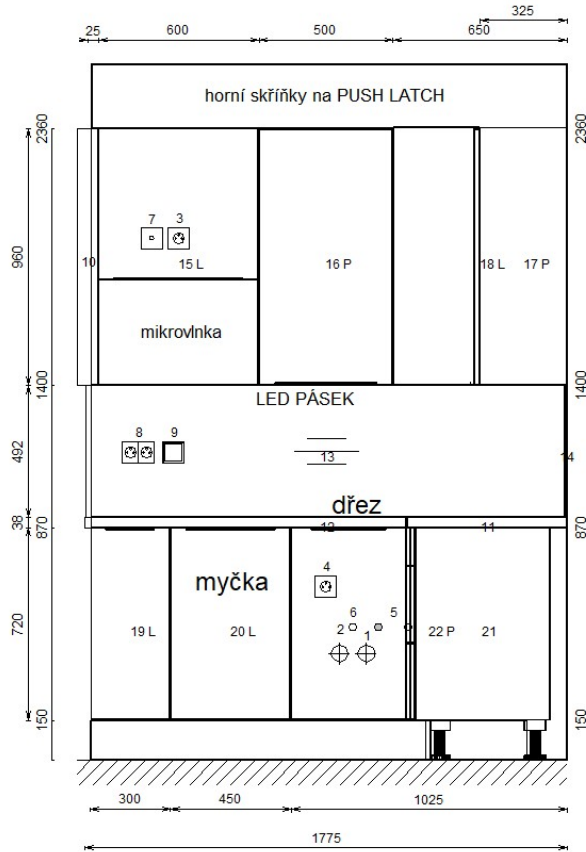 325
25 600 500 650
horní skříňky na PUSH LATCH
2360 2360
7 3
960 10 15 L 16 P 18 L 17 P
mikrovlnka
1400 1400
LED PÁSEK
8 9
492 13 14
dřez
38 870 12 11 870
4
myčka
6 5
720 19 L 20 L 2 1 22 P 21
150 150
300 450 1025
1775